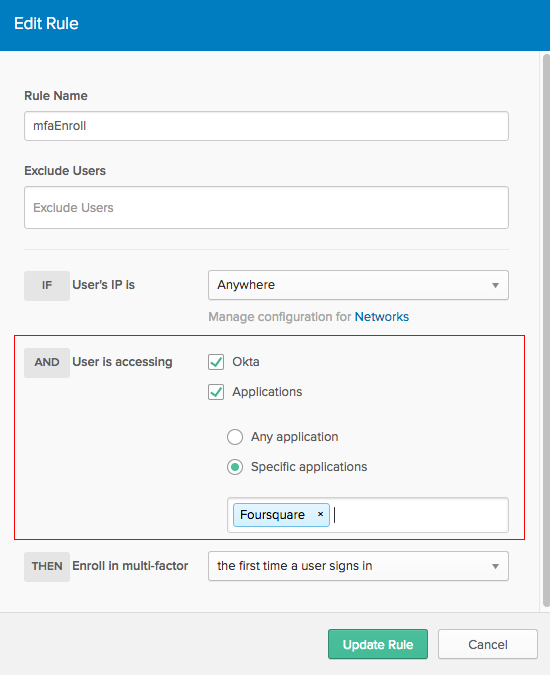 Edit Rule
Rule Name
mfaEnroll
Exclude Users
Exclude Users
IF User's IP is Anywhere
Manage configuration for Networks
AND User is accessing Okta
Applications
Any application
Specific applications
Foursquare ×
THEN Enroll in multi-factor the first time a user signs in
Update Rule Cancel